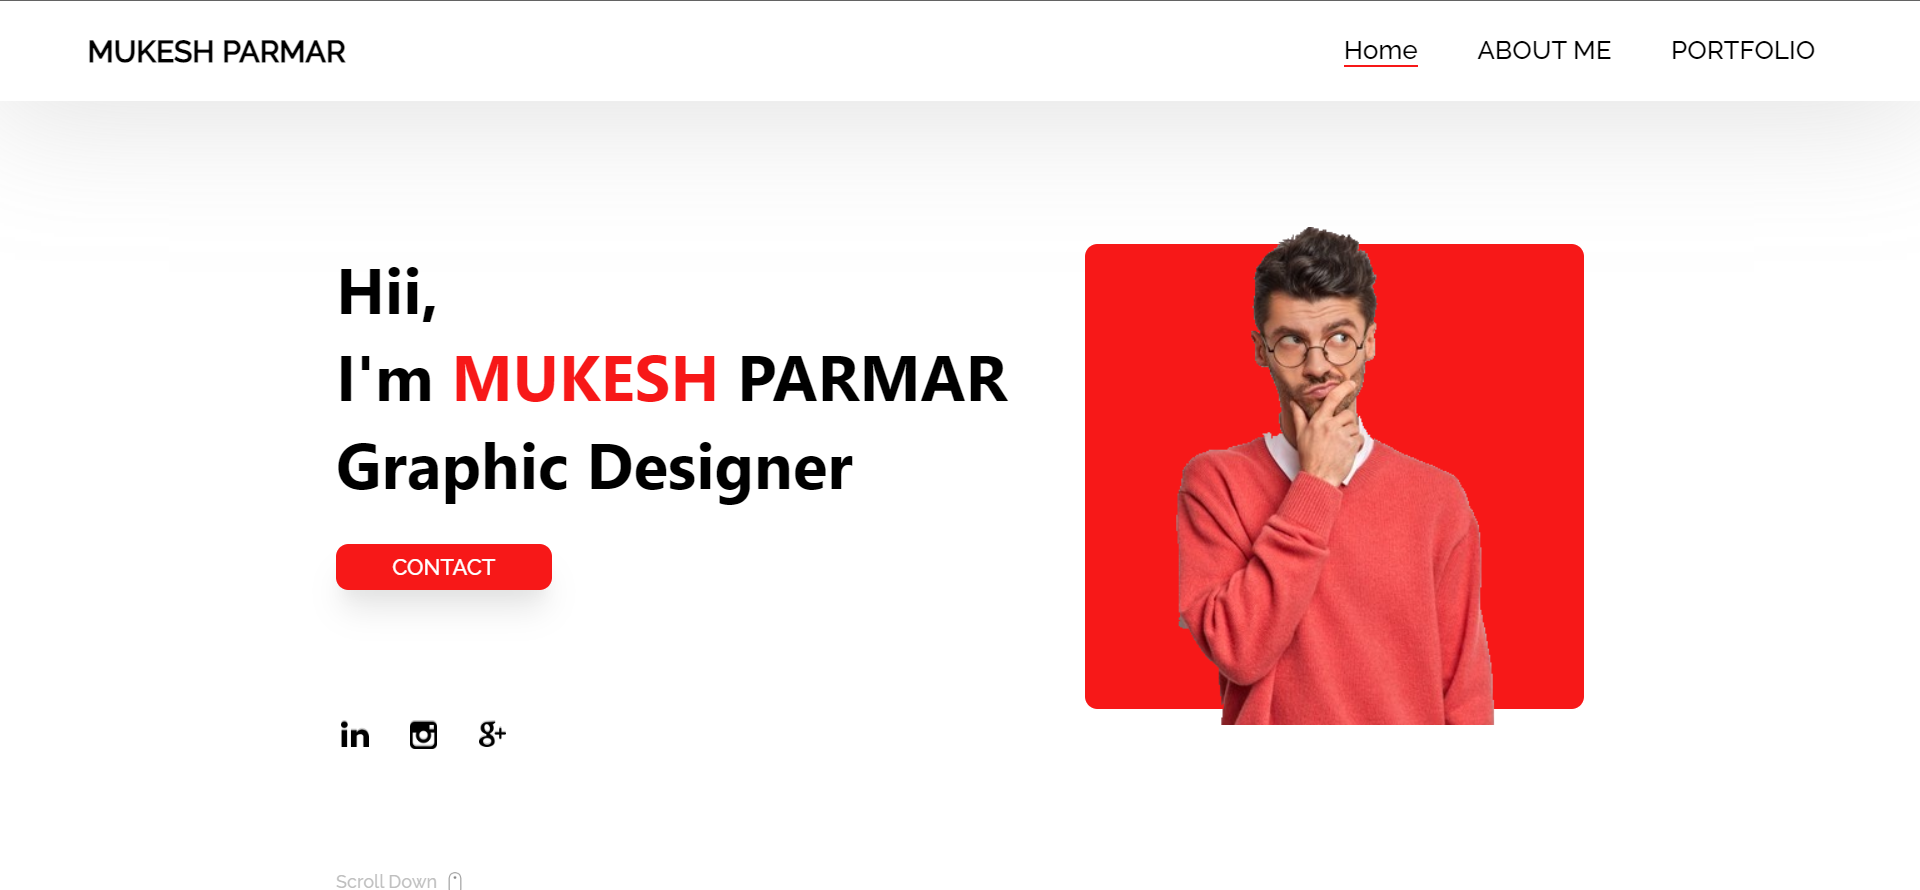 MUKESH PARMAR
Home ABOUT ME PORTFOLIO
Hii,
I'm MUKESH PARMAR
Graphic Designer
CONTACT
in g+
Scroll Down